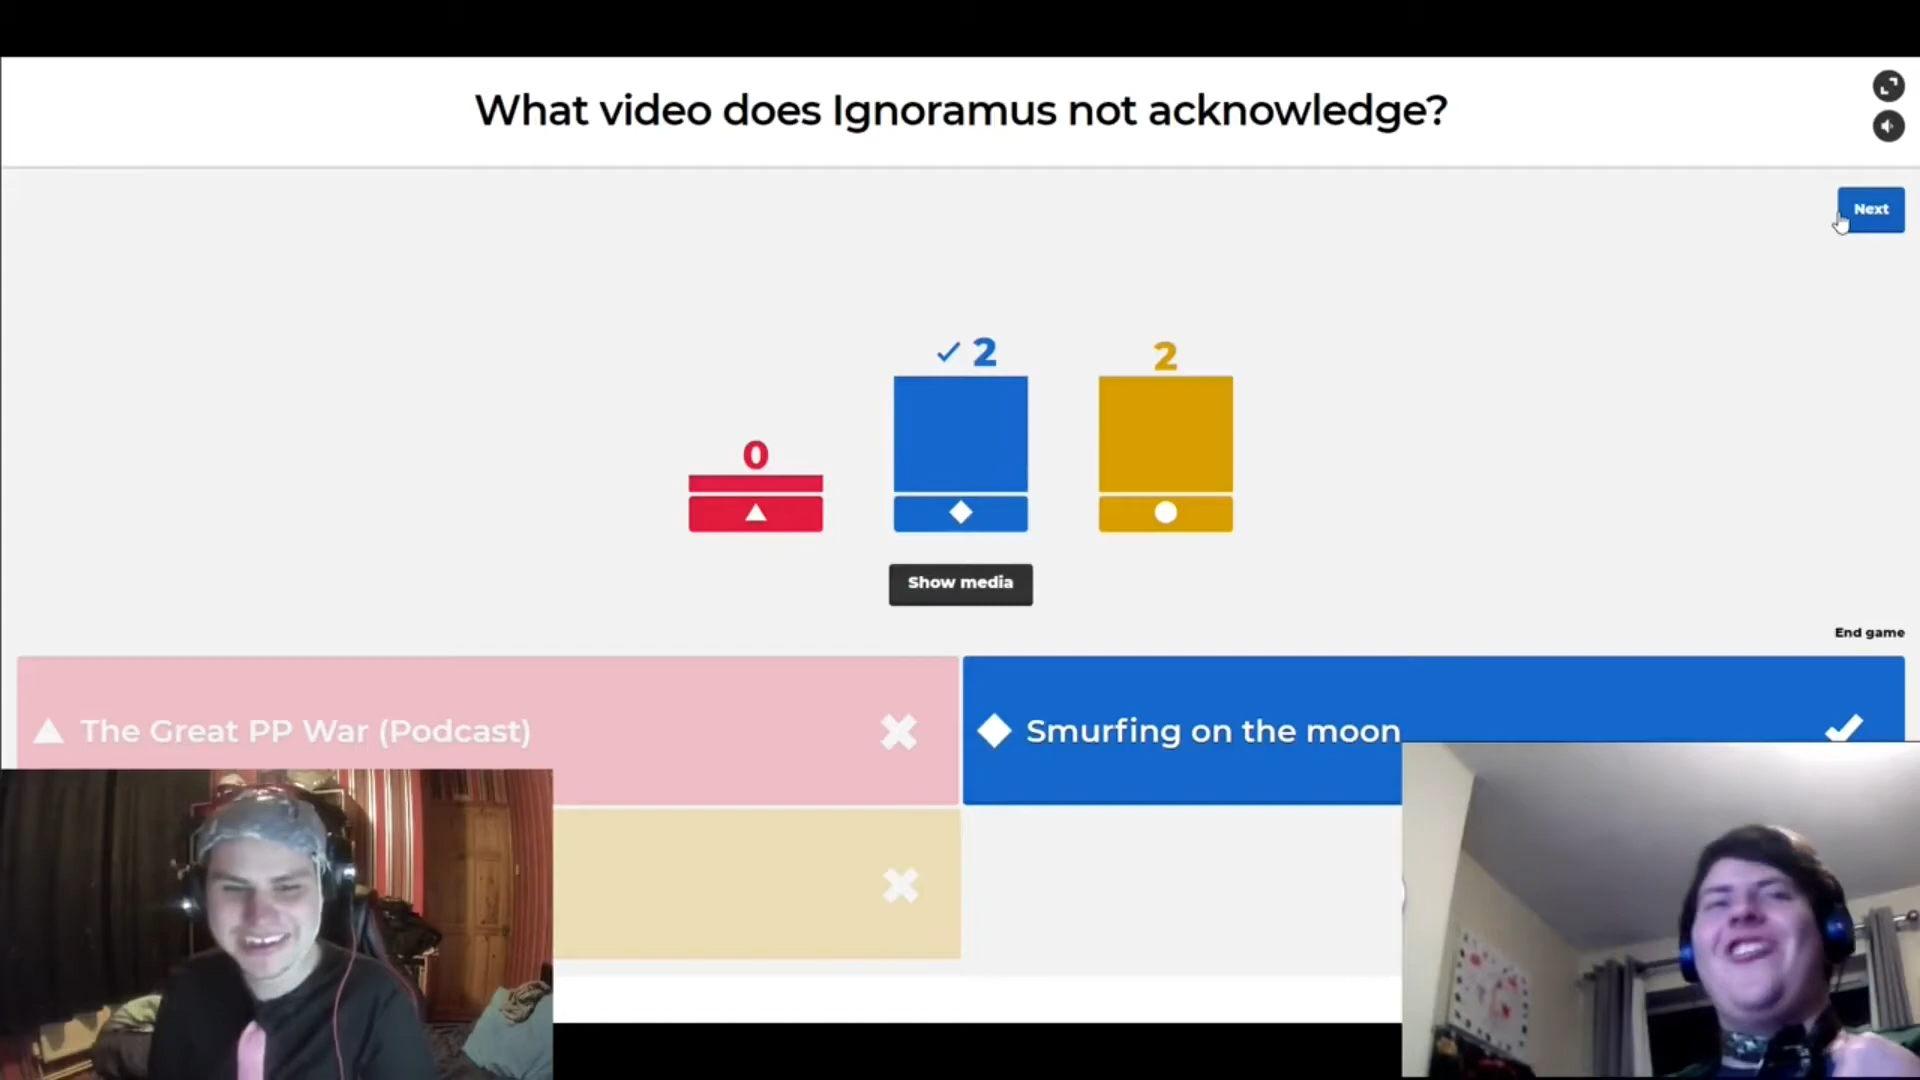 What video does Ignoramus not acknowledge?
Next
0
2
2
Show media
End game
The Great PP War (Podcast)
Smurfing on the moon